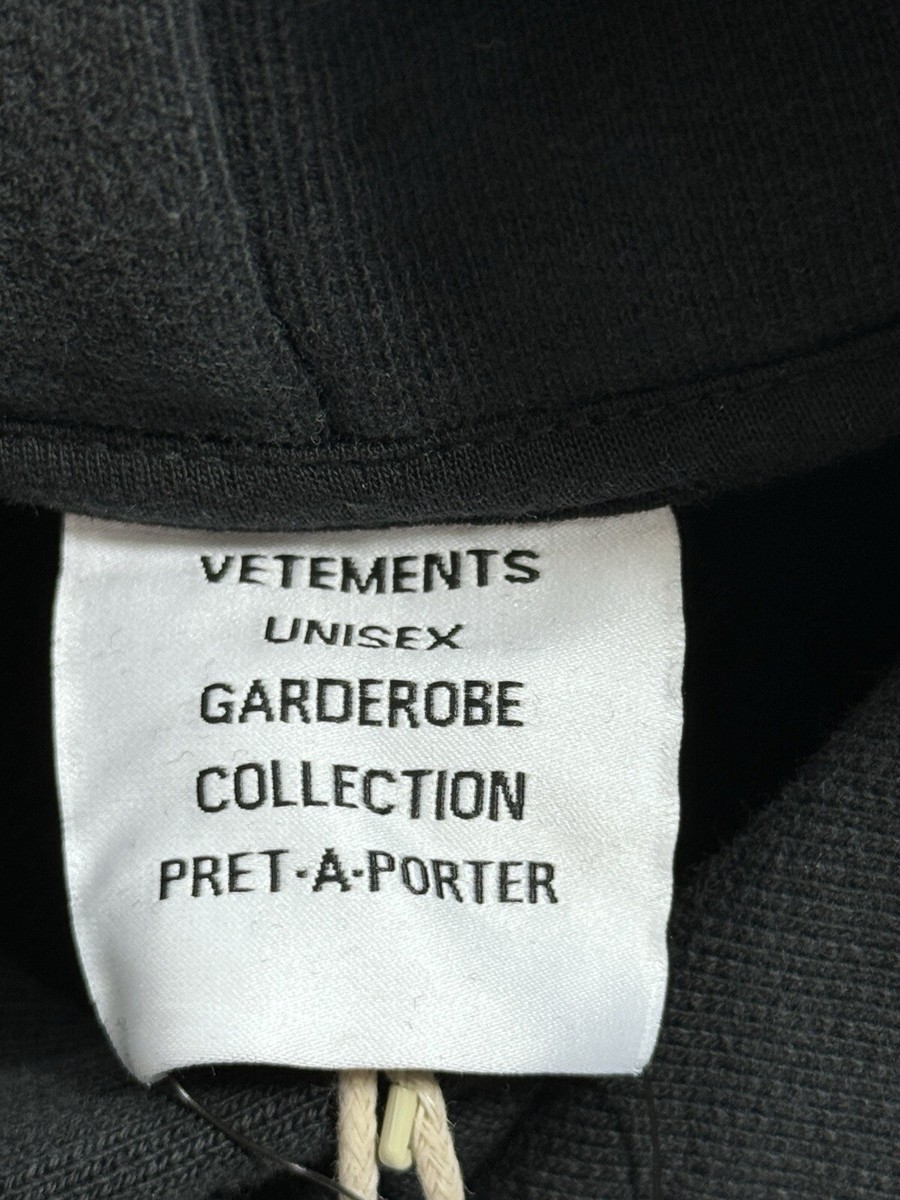 VETEMENTS
UNISEX
GARDEROBE
COLLECTION
PRET-A-PORTER